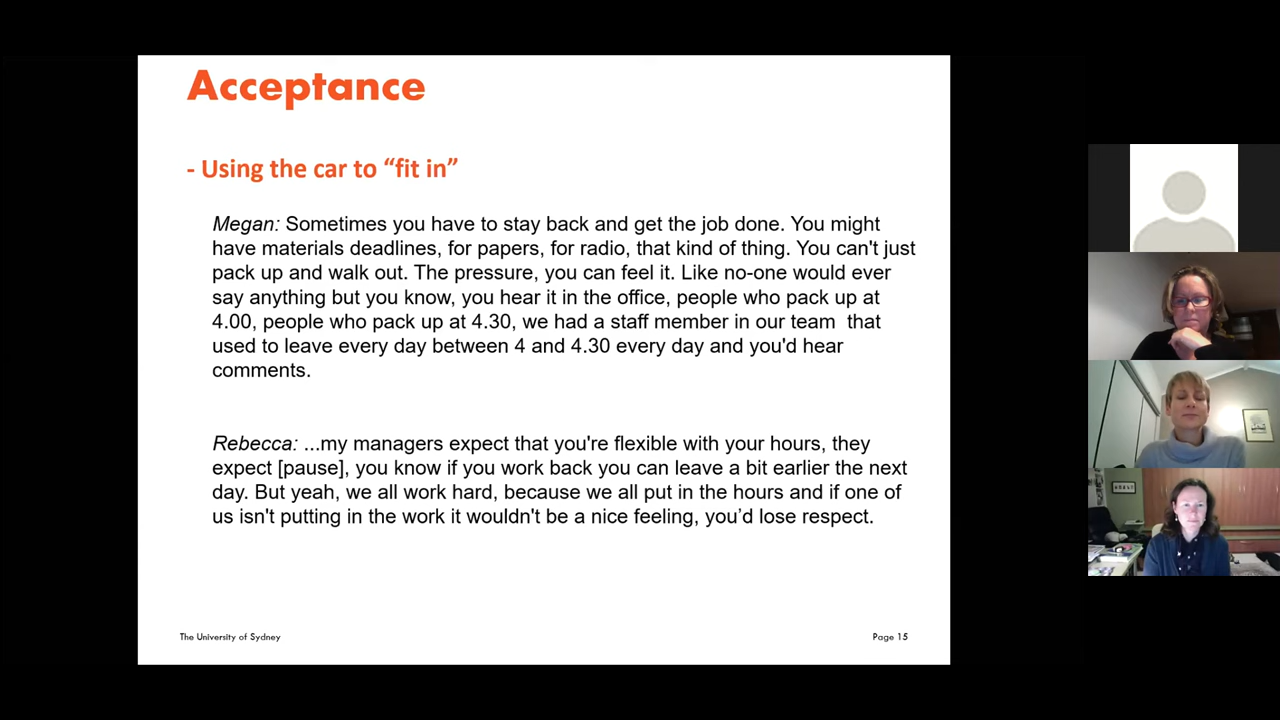 Acceptance
- Using the car to “fit in”
Megan: Sometimes you have to stay back and get the job done. You might
have materials deadlines, for papers, for radio, that kind of thing. You can't just
pack up and walk out. The pressure, you can feel it. Like no-one would ever
say anything but you know, you hear it in the office, people who pack up at
4.00, people who pack up at 4.30, we had a staff member in our team  that
used to leave every day between 4 and 4.30 every day and you'd hear
comments.
Rebecca: ...my managers expect that you're flexible with your hours, they
expect [pause], you know if you work back you can leave a bit earlier the next
day. But yeah, we all work hard, because we all put in the hours and if one of
us isn't putting in the work it wouldn't be a nice feeling, you’d lose respect.
The University of Sydney
Page 15